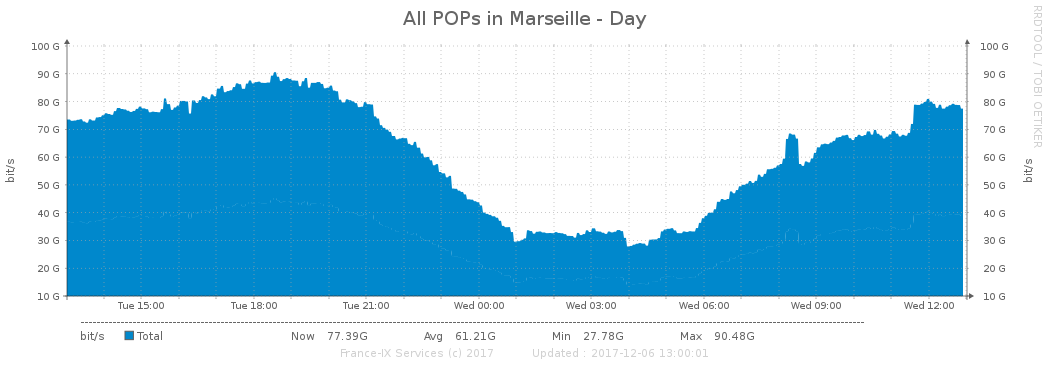 All POPs in Marseille - Day
RRDTOOL / TOBI OETIKER
100 G 100 G
90 G 90 G
80 G 80 G
70 G 70 G
60 G 60 G
50 G 50 G
40 G 40 G
30 G 30 G
20 G 20 G
10 G 10 G
bit/s bit/s
Tue 15:00 Tue 18:00 Tue 21:00 Wed 00:00 Wed 03:00 Wed 06:00 Wed 09:00 Wed 12:00
bit/s Total Now 77.39G Avg 61.21G Min 27.78G Max 90.48G
France-IX Services (c) 2017 Updated : 2017-12-06 13:00:01